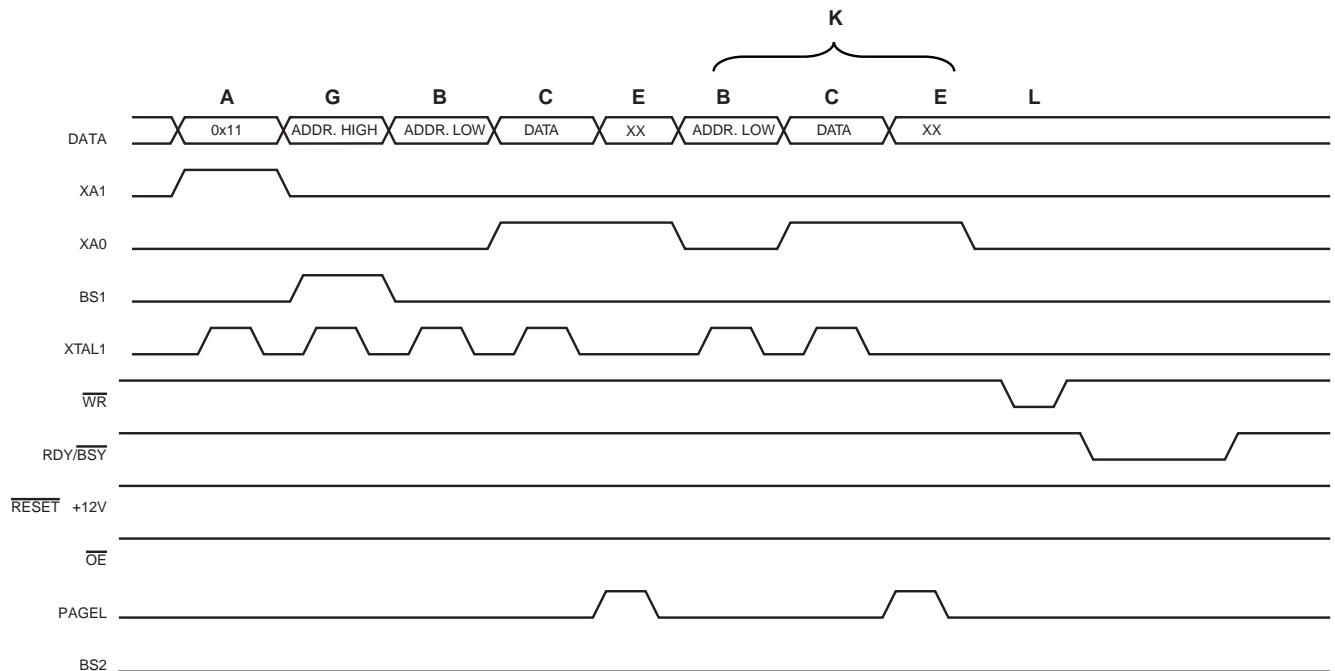 K
A G B C E B C E L
DATA 0x11 ADDR. HIGH ADDR. LOW DATA XX ADDR. LOW DATA XX
XA1
XA0
BS1
XTAL1
WR
RDY/BSY
RESET +12V
OE
PAGEL
BS2